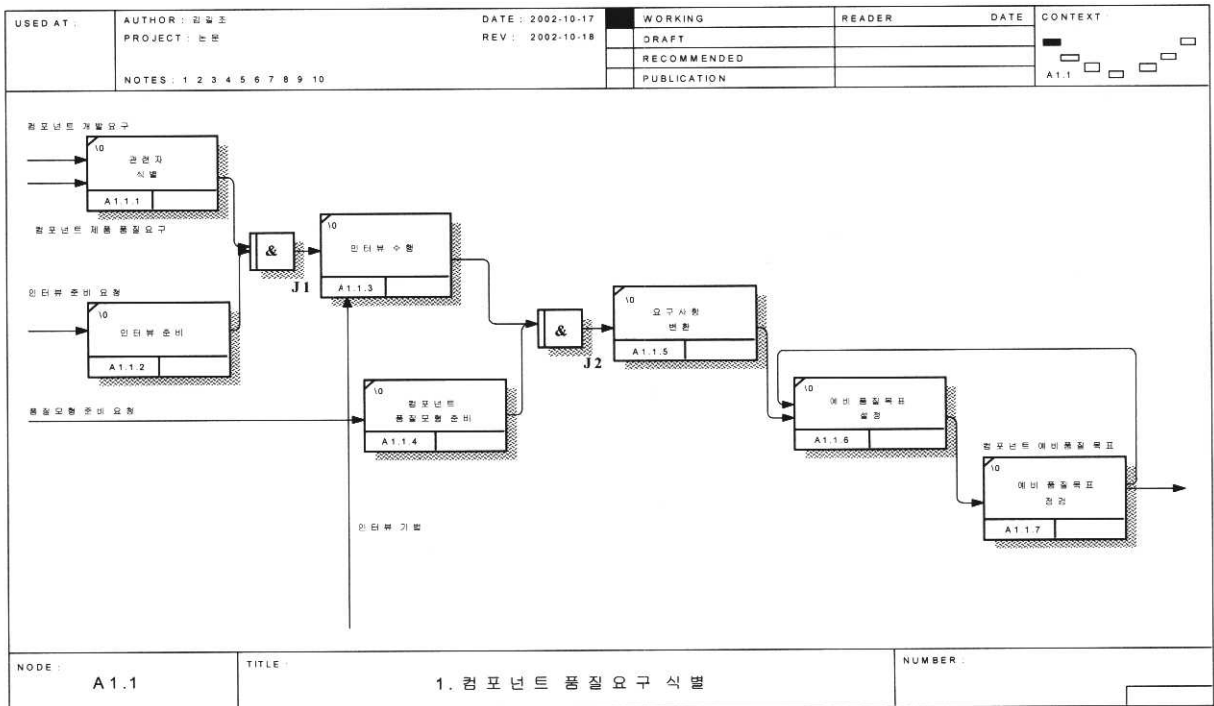 USED AT :
AUTHOR : 김길조
DATE : 2002-10-17
PROJECT : 논문
REV : 2002-10-18
NOTES : 1 2 3 4 5 6 7 8 9 10
WORKING
DRAFT
RECOMMENDED
PUBLICATION
READER DATE
CONTEXT :
A1.1
컴포넌트 개발요구
\0
관련자
식별
A1.1.1
컴포넌트 제품 품질요구
&
J1
\0
인터뷰 수행
A1.1.3
인터뷰 준비 요청
\0
인터뷰 준비
A1.1.2
&
J2
\0
요구사항
변환
A1.1.5
품질모형 준비 요청
\0
컴포넌트
품질모형 준비
A1.1.4
\0
예비 품질목표
설정
A1.1.6
컴포넌트 예비품질 목표
\0
예비 품질목표
점검
A1.1.7
인터뷰 기법
NODE :
A1.1
TITLE :
1. 컴포넌트 품질요구 식별
NUMBER :